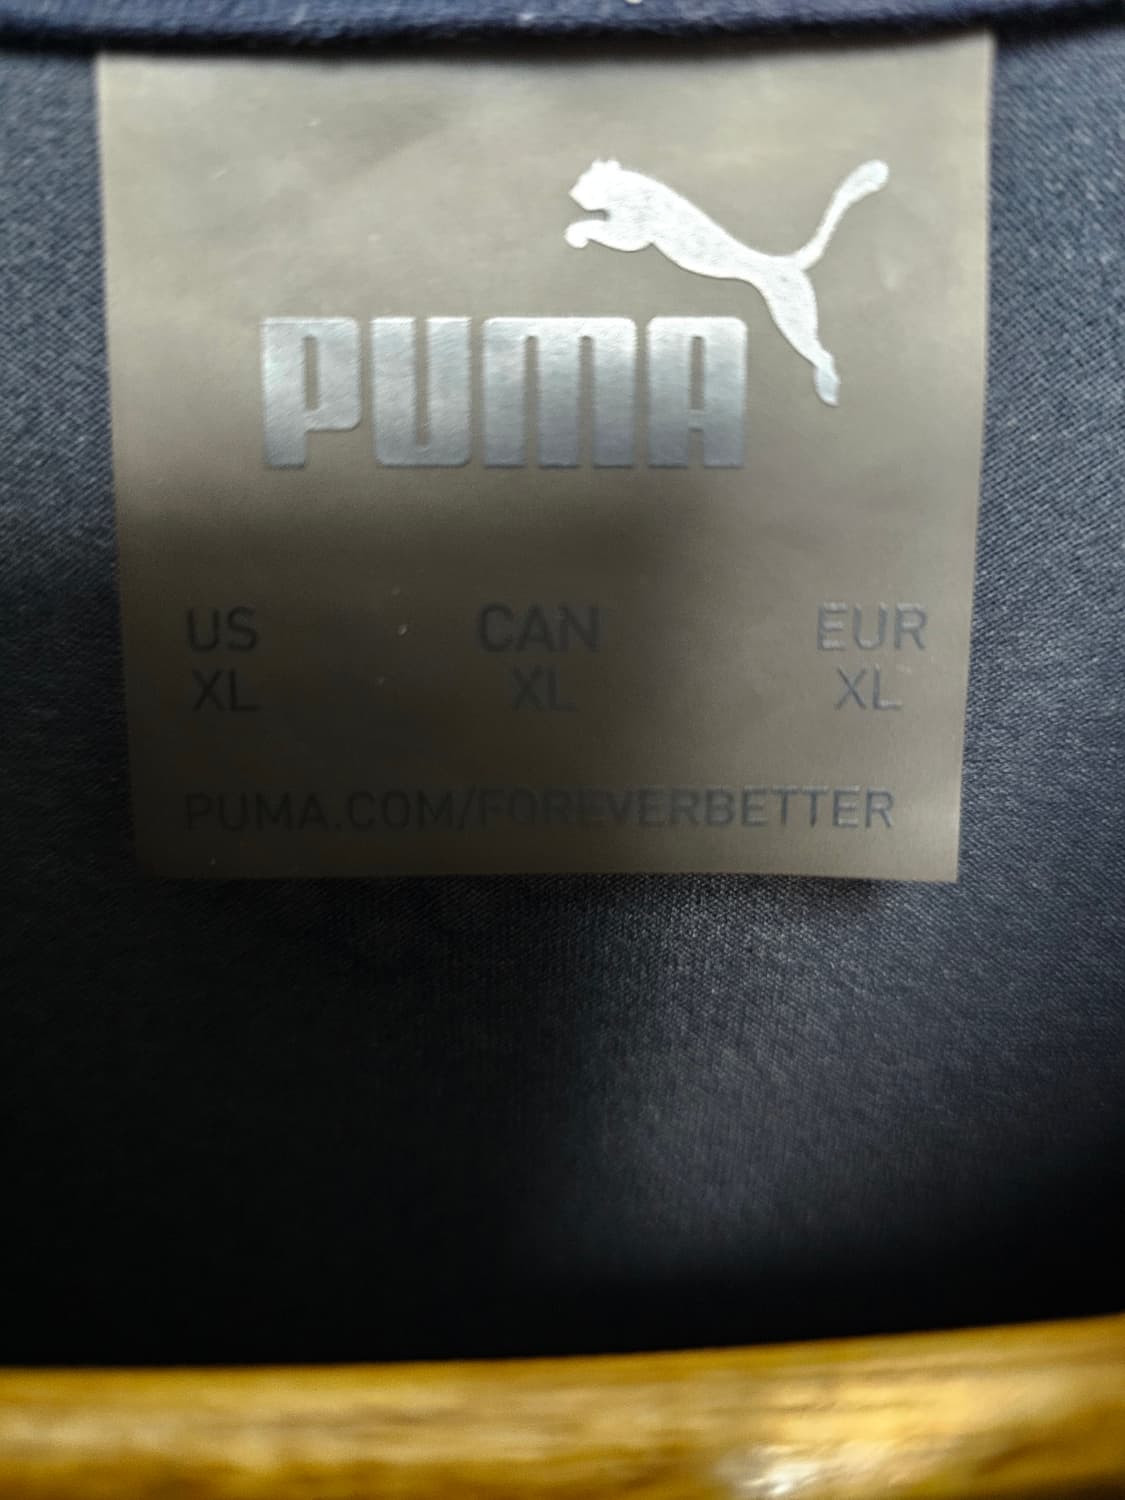 PUMA
US CAN EUR
XL XL XL
PUMA.COM/FOREVERBETTER